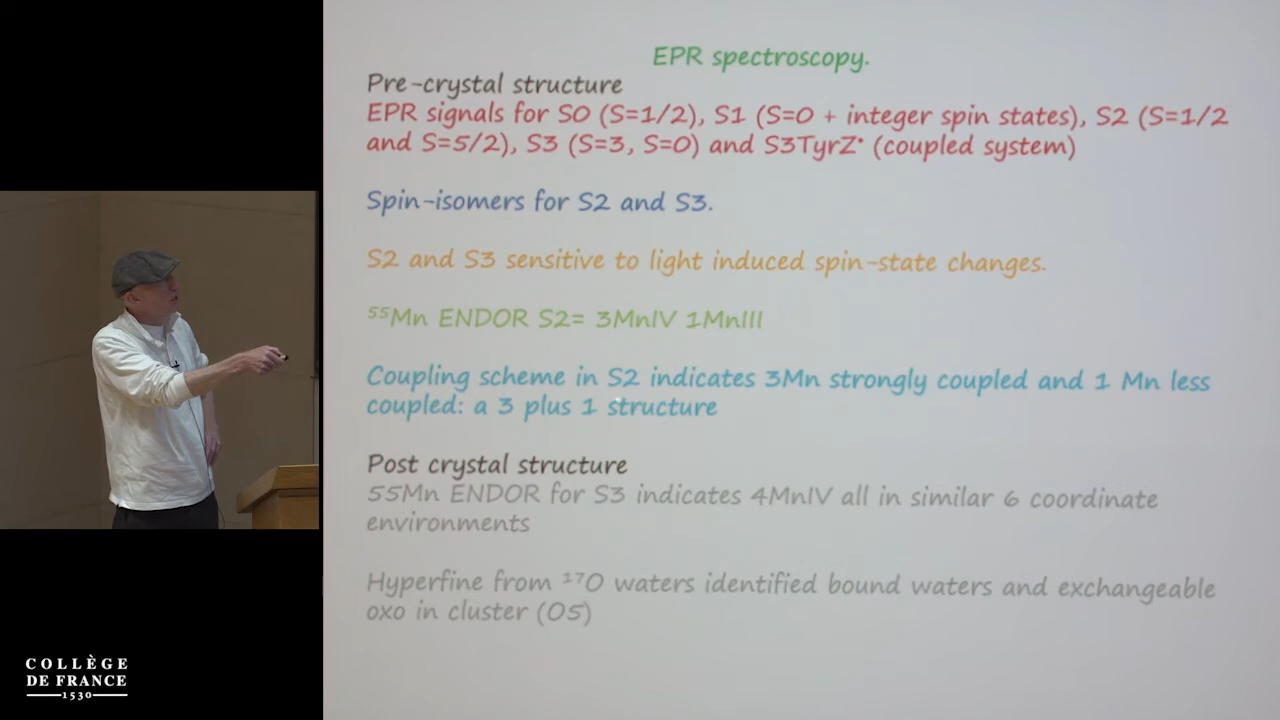 EPR spectroscopy.
Pre-crystal structure
EPR signals for S0 (S=1/2), S1 (S=0 + integer spin states), S2 (S=1/2
and S=5/2), S3 (S=3, S=0) and S3TyrZ• (coupled system)
Spin-isomers for S2 and S3.
S2 and S3 sensitive to light induced spin-state changes.
⁵⁵Mn ENDOR S2= 3MnIV 1MnIII
Coupling scheme in S2 indicates 3Mn strongly coupled and 1 Mn less
coupled: a 3 plus 1 structure
Post crystal structure
55Mn ENDOR for S3 indicates 4MnIV all in similar 6 coordinate
environments
Hyperfine from ¹⁷O waters identified bound waters and exchangeable
oxo in cluster (O5)
COLLÈGE
DE FRANCE
1530